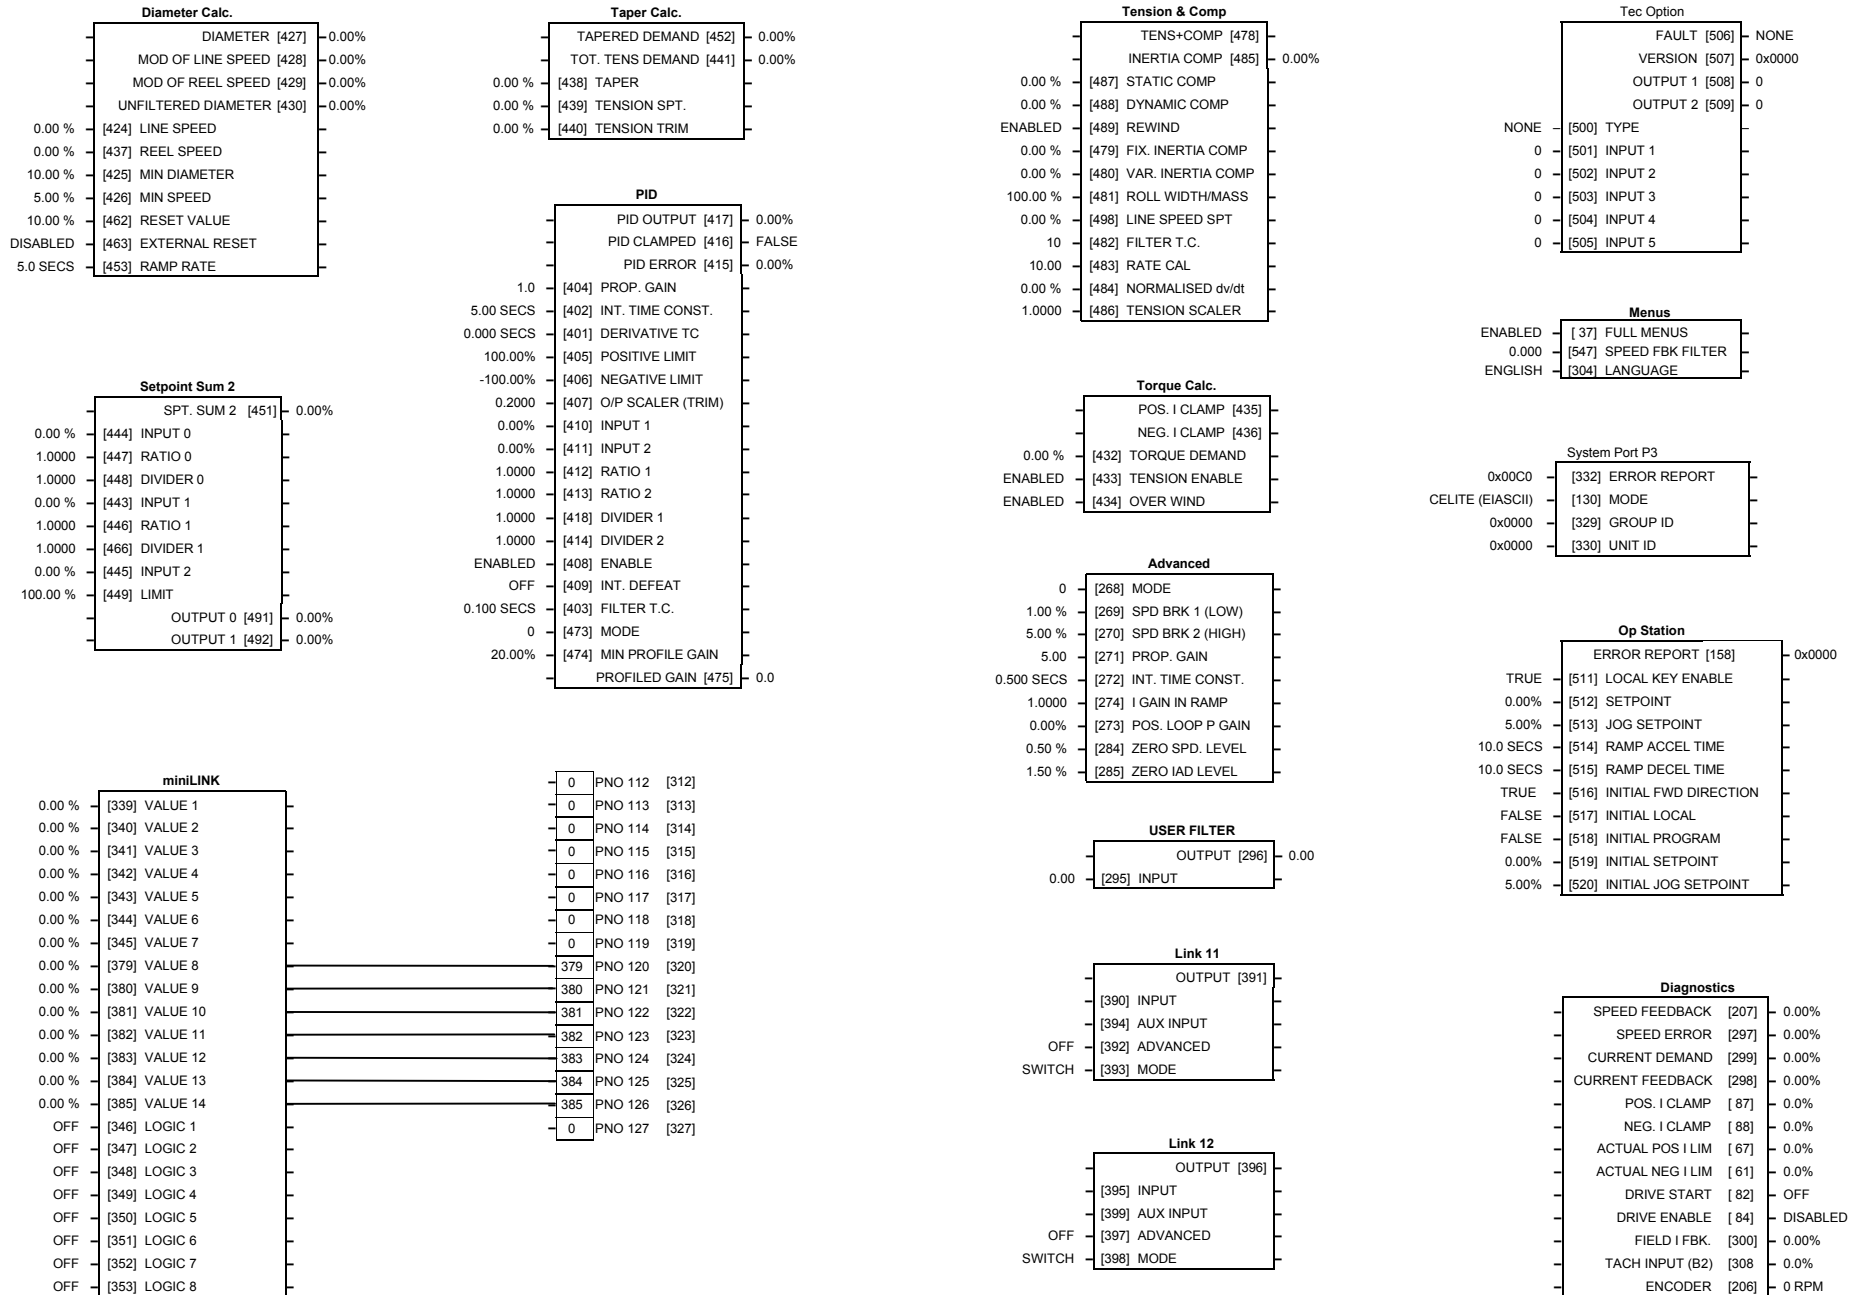 Diameter Calc.
DIAMETER [427] 0.00%
MOD OF LINE SPEED [428] 0.00%
MOD OF REEL SPEED [429] 0.00%
UNFILTERED DIAMETER [430] 0.00%
0.00 % [424] LINE SPEED
0.00 % [437] REEL SPEED
10.00 % [425] MIN DIAMETER
5.00 % [426] MIN SPEED
10.00 % [462] RESET VALUE
DISABLED [463] EXTERNAL RESET
5.0 SECS [453] RAMP RATE
Setpoint Sum 2
SPT. SUM 2 [451] 0.00%
0.00 % [444] INPUT 0
1.0000 [447] RATIO 0
1.0000 [448] DIVIDER 0
0.00 % [443] INPUT 1
1.0000 [446] RATIO 1
1.0000 [466] DIVIDER 1
0.00 % [445] INPUT 2
100.00 % [449] LIMIT
OUTPUT 0 [491] 0.00%
OUTPUT 1 [492] 0.00%
miniLINK
0.00 % [339] VALUE 1
0.00 % [340] VALUE 2
0.00 % [341] VALUE 3
0.00 % [342] VALUE 4
0.00 % [343] VALUE 5
0.00 % [344] VALUE 6
0.00 % [345] VALUE 7
0.00 % [379] VALUE 8
0.00 % [380] VALUE 9
0.00 % [381] VALUE 10
0.00 % [382] VALUE 11
0.00 % [383] VALUE 12
0.00 % [384] VALUE 13
0.00 % [385] VALUE 14
OFF [346] LOGIC 1
OFF [347] LOGIC 2
OFF [348] LOGIC 3
OFF [349] LOGIC 4
OFF [350] LOGIC 5
OFF [351] LOGIC 6
OFF [352] LOGIC 7
OFF [353] LOGIC 8
Taper Calc.
TAPERED DEMAND [452] 0.00%
TOT. TENS DEMAND [441] 0.00%
0.00 % [438] TAPER
0.00 % [439] TENSION SPT.
0.00 % [440] TENSION TRIM
PID
PID OUTPUT [417] 0.00%
PID CLAMPED [416] FALSE
PID ERROR [415] 0.00%
1.0 [404] PROP. GAIN
5.00 SECS [402] INT. TIME CONST.
0.000 SECS [401] DERIVATIVE TC
100.00% [405] POSITIVE LIMIT
-100.00% [406] NEGATIVE LIMIT
0.2000 [407] O/P SCALER (TRIM)
0.00% [410] INPUT 1
0.00% [411] INPUT 2
1.0000 [412] RATIO 1
1.0000 [413] RATIO 2
1.0000 [418] DIVIDER 1
1.0000 [414] DIVIDER 2
ENABLED [408] ENABLE
OFF [409] INT. DEFEAT
0.100 SECS [403] FILTER T.C.
0 [473] MODE
20.00% [474] MIN PROFILE GAIN
PROFILED GAIN [475] 0.0
0 PNO 112 [312]
0 PNO 113 [313]
0 PNO 114 [314]
0 PNO 115 [315]
0 PNO 116 [316]
0 PNO 117 [317]
0 PNO 118 [318]
0 PNO 119 [319]
379 PNO 120 [320]
380 PNO 121 [321]
381 PNO 122 [322]
382 PNO 123 [323]
383 PNO 124 [324]
384 PNO 125 [325]
385 PNO 126 [326]
0 PNO 127 [327]
Tension & Comp
TENS+COMP [478]
INERTIA COMP [485] 0.00%
0.00 % [487] STATIC COMP
0.00 % [488] DYNAMIC COMP
ENABLED [489] REWIND
0.00 % [479] FIX. INERTIA COMP
0.00 % [480] VAR. INERTIA COMP
100.00 % [481] ROLL WIDTH/MASS
0.00 % [498] LINE SPEED SPT
10 [482] FILTER T.C.
10.00 [483] RATE CAL
0.00 % [484] NORMALISED dv/dt
1.0000 [486] TENSION SCALER
Torque Calc.
POS. I CLAMP [435]
NEG. I CLAMP [436]
0.00 % [432] TORQUE DEMAND
ENABLED [433] TENSION ENABLE
ENABLED [434] OVER WIND
Advanced
0 [268] MODE
1.00 % [269] SPD BRK 1 (LOW)
5.00 % [270] SPD BRK 2 (HIGH)
5.00 [271] PROP. GAIN
0.500 SECS [272] INT. TIME CONST.
1.0000 [274] I GAIN IN RAMP
0.00% [273] POS. LOOP P GAIN
0.50 % [284] ZERO SPD. LEVEL
1.50 % [285] ZERO IAD LEVEL
USER FILTER
OUTPUT [296] 0.00
0.00 [295] INPUT
Link 11
OUTPUT [391]
[390] INPUT
[394] AUX INPUT
OFF [392] ADVANCED
SWITCH [393] MODE
Link 12
OUTPUT [396]
[395] INPUT
[399] AUX INPUT
OFF [397] ADVANCED
SWITCH [398] MODE
Tec Option
FAULT [506] NONE
VERSION [507] 0x0000
OUTPUT 1 [508] 0
OUTPUT 2 [509] 0
NONE [500] TYPE
0 [501] INPUT 1
0 [502] INPUT 2
0 [503] INPUT 3
0 [504] INPUT 4
0 [505] INPUT 5
Menus
ENABLED [ 37] FULL MENUS
0.000 [547] SPEED FBK FILTER
ENGLISH [304] LANGUAGE
System Port P3
0x00C0 [332] ERROR REPORT
CELITE (EIASCII) [130] MODE
0x0000 [329] GROUP ID
0x0000 [330] UNIT ID
Op Station
ERROR REPORT [158] 0x0000
TRUE [511] LOCAL KEY ENABLE
0.00% [512] SETPOINT
5.00% [513] JOG SETPOINT
10.0 SECS [514] RAMP ACCEL TIME
10.0 SECS [515] RAMP DECEL TIME
TRUE [516] INITIAL FWD DIRECTION
FALSE [517] INITIAL LOCAL
FALSE [518] INITIAL PROGRAM
0.00% [519] INITIAL SETPOINT
5.00% [520] INITIAL JOG SETPOINT
Diagnostics
SPEED FEEDBACK [207] 0.00%
SPEED ERROR [297] 0.00%
CURRENT DEMAND [299] 0.00%
CURRENT FEEDBACK [298] 0.00%
POS. I CLAMP [ 87] 0.0%
NEG. I CLAMP [ 88] 0.0%
ACTUAL POS I LIM [ 67] 0.0%
ACTUAL NEG I LIM [ 61] 0.0%
DRIVE START [ 82] OFF
DRIVE ENABLE [ 84] DISABLED
FIELD I FBK. [300] 0.00%
TACH INPUT (B2) [308 0.0%
ENCODER [206] 0 RPM